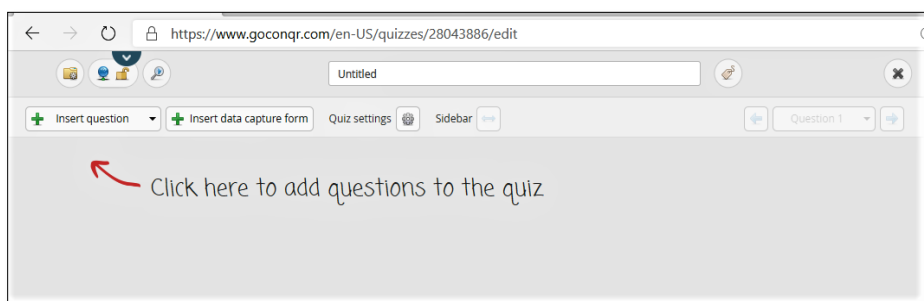 https://www.goconqr.com/en-US/quizzes/28043886/edit
Untitled
Insert question Insert data capture form Quiz settings Sidebar Question 1
Click here to add questions to the quiz